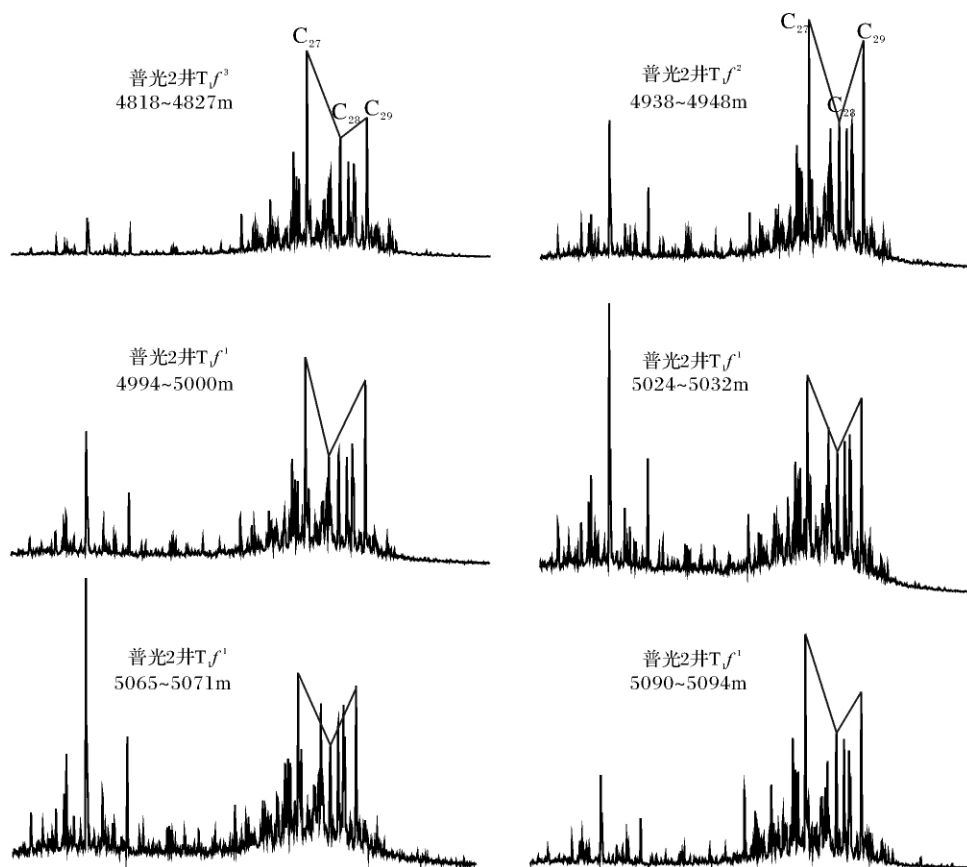 C₂₇
普光2井T₁f³
4818~4827m
C₂₈
C₂₉
C₂₇
C₂₉
普光2井T₁f²
4938~4948m
C₂₈
普光2井T₁f¹
4994~5000m
普光2井T₁f¹
5024~5032m
普光2井T₁f¹
5065~5071m
普光2井T₁f¹
5090~5094m